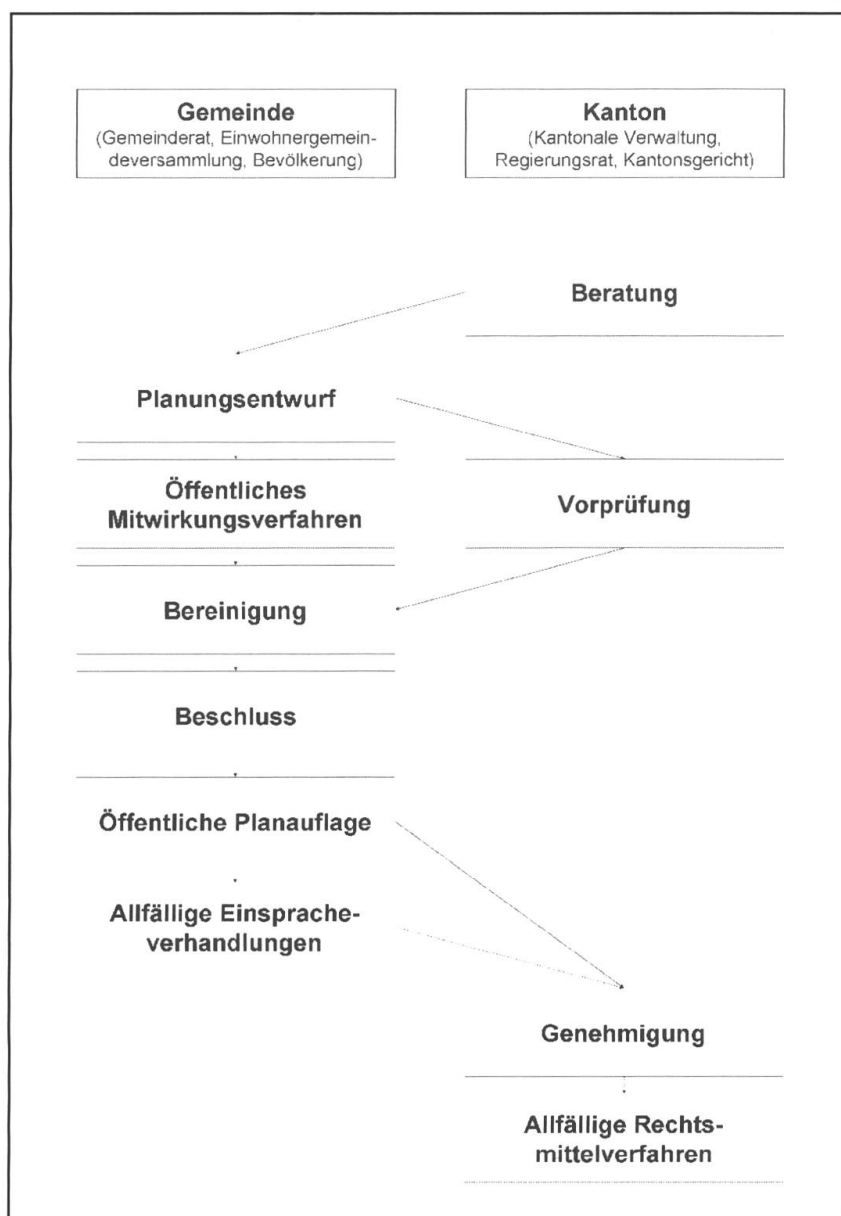 Gemeinde
(Gemeinderat, Einwohnergemein-
deversammlung, Bevölkerung)
Kanton
(Kantonale Verwaltung,
Regierungsrat, Kantonsgericht)
Beratung
Planungsentwurf
Öffentliches
Mitwirkungsverfahren
Vorprüfung
Bereinigung
Beschluss
Öffentliche Planauflage
Allfällige Einsprache-
verhandlungen
Genehmigung
Allfällige Rechts-
mittelverfahren